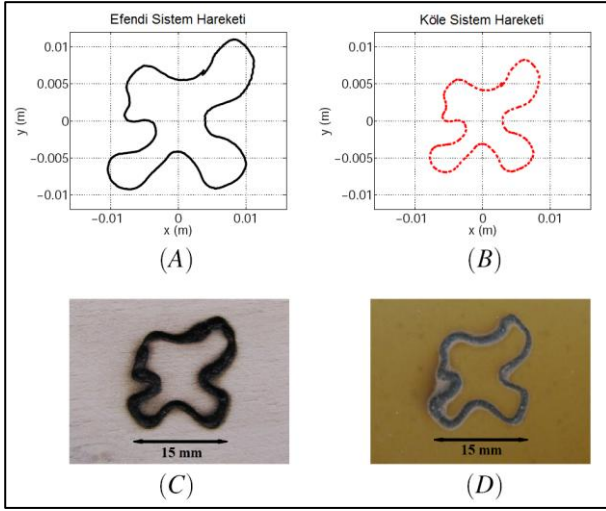 Efendi Sistem Hareketi
Köle Sistem Hareketi
0.01
0.005
0
−0.005
−0.01
y (m)
−0.01
0
0.01
x (m)
0.01
0.005
0
−0.005
−0.01
y (m)
−0.01
0
0.01
x (m)
(A)
(B)
15 mm
15 mm
(C)
(D)